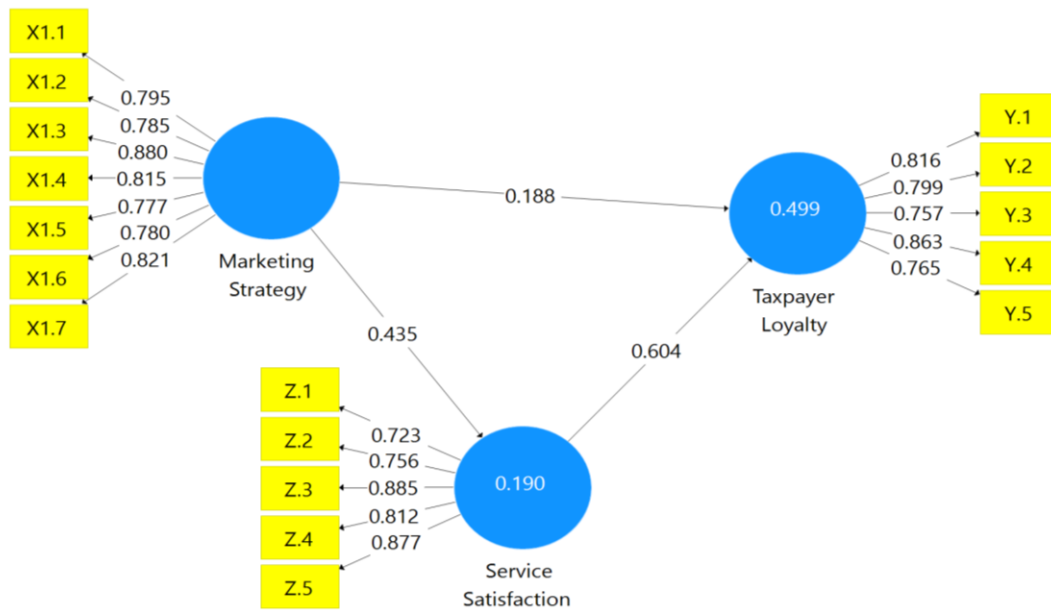 X1.1
X1.2
X1.3
X1.4
X1.5
X1.6
X1.7
0.795
0.785
0.880
0.815
0.777
0.780
0.821
Marketing
Strategy
0.188
0.435
0.604
0.499
Taxpayer
Loyalty
0.816
0.799
0.757
0.863
0.765
Y.1
Y.2
Y.3
Y.4
Y.5
Z.1
Z.2
Z.3
Z.4
Z.5
0.723
0.756
0.885
0.812
0.877
0.190
Service
Satisfaction